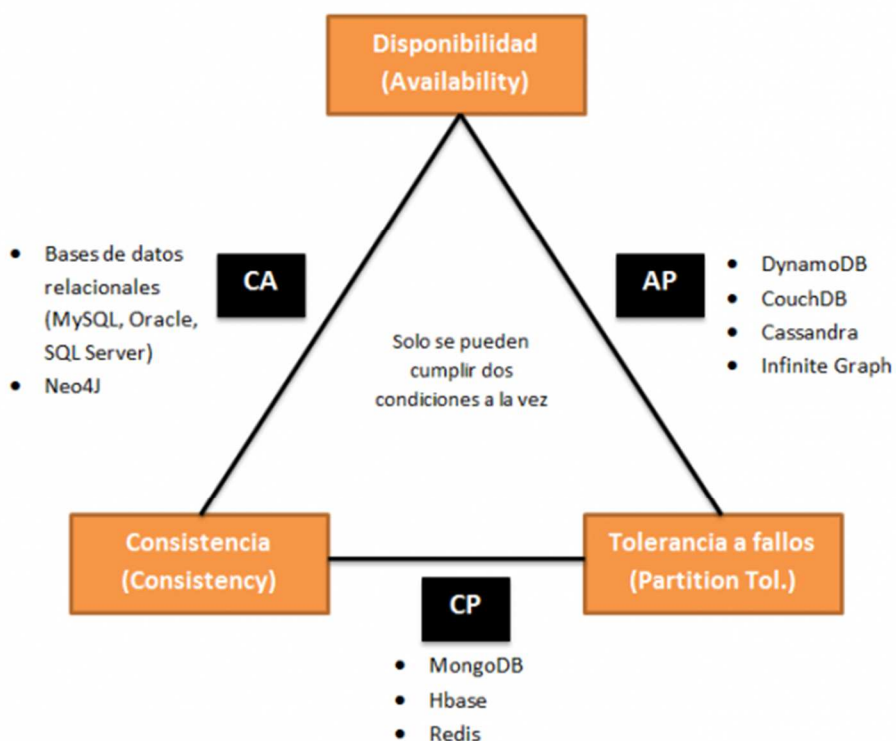 Disponibilidad
(Availability)
• Bases de datos
relacionales
(MySQL, Oracle,
SQL Server)
• Neo4J
CA
AP
• DynamoDB
• CouchDB
• Cassandra
• Infinite Graph
Solo se pueden
cumplir dos
condiciones a la vez
Consistencia
(Consistency)
Tolerancia a fallos
(Partition Tol.)
CP
• MongoDB
• Hbase
• Redis